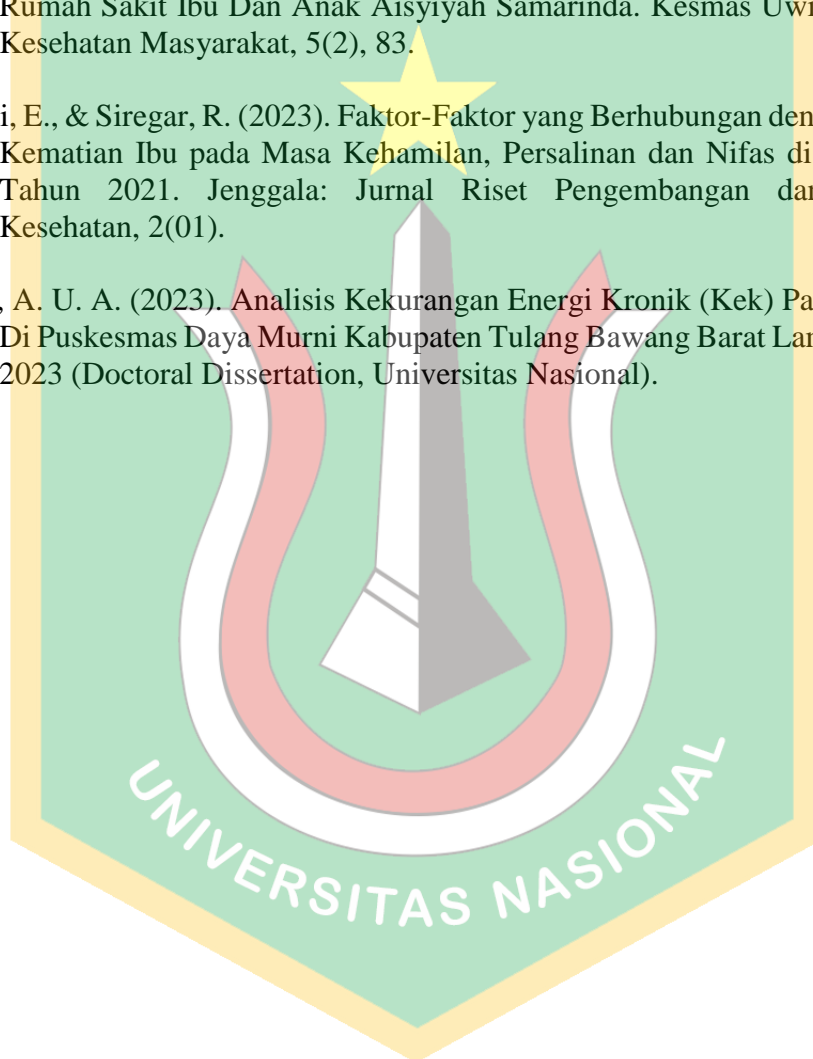 Rumah Sakit Ibu Dan Anak Aisyiyah Samarinda. Kesmas Uwi
Kesehatan Masyarakat, 5(2), 83.
i, E., & Siregar, R. (2023). Faktor-Faktor yang Berhubungan den
Kematian Ibu pada Masa Kehamilan, Persalinan dan Nifas di
Tahun 2021. Jenggala: Jurnal Riset Pengembangan dan
Kesehatan, 2(01).
, A. U. A. (2023). Analisis Kekurangan Energi Kronik (Kek) Pa
Di Puskesmas Daya Murni Kabupaten Tulang Bawang Barat Lam
2023 (Doctoral Dissertation, Universitas Nasional).
UNIVERSITAS NASIONAL